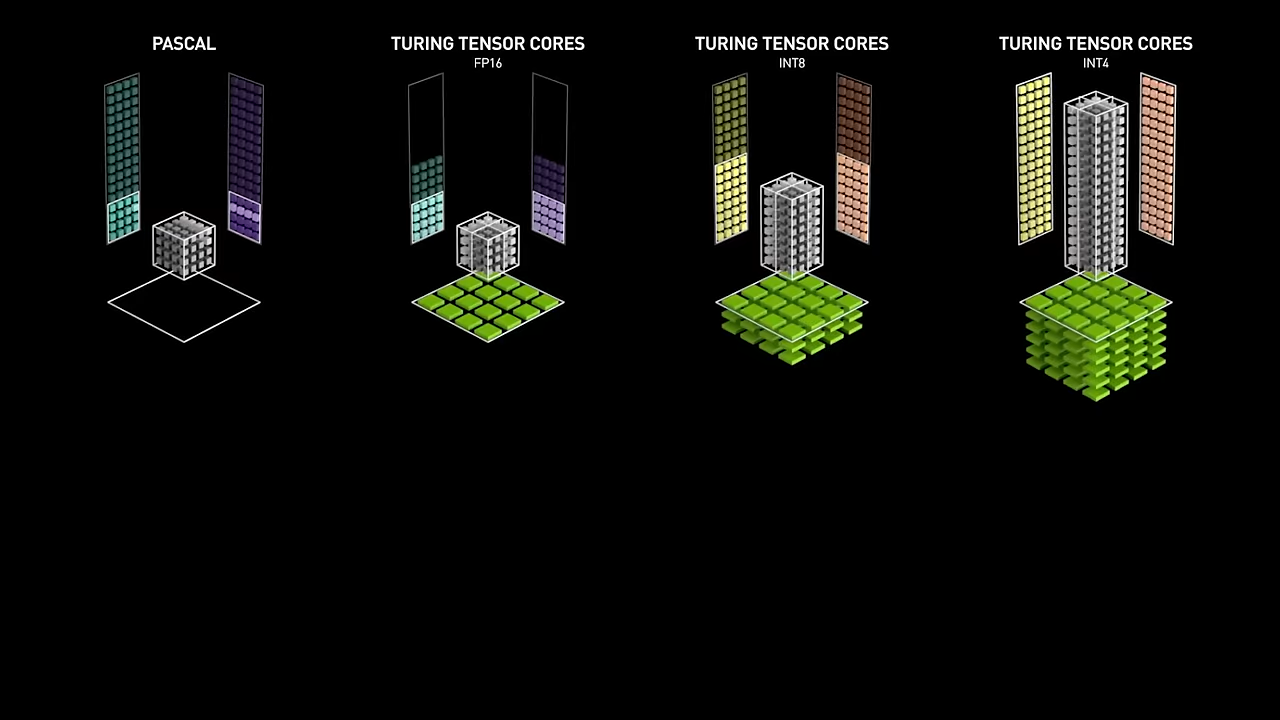 PASCAL
TURING TENSOR CORES
FP16
TURING TENSOR CORES
INT8
TURING TENSOR CORES
INT4